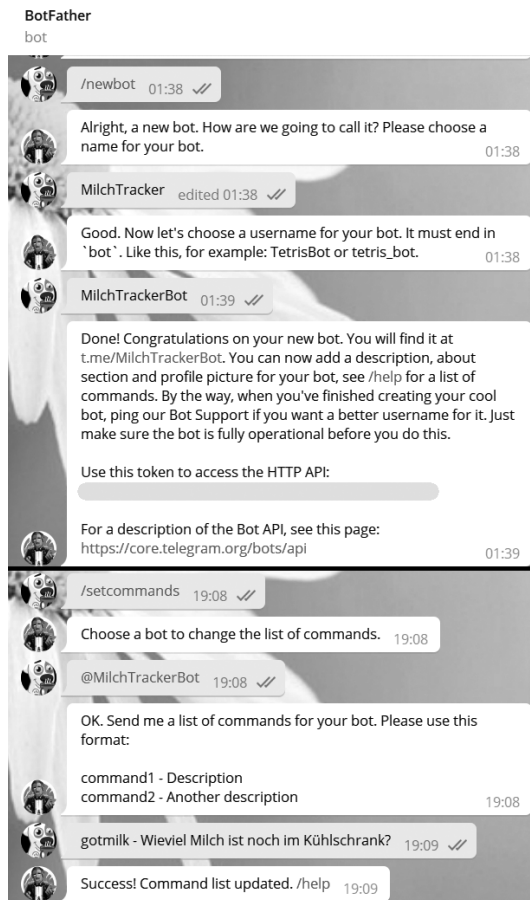 BotFather
bot
/newbot 01:38
Alright, a new bot. How are we going to call it? Please choose a
name for your bot. 01:38
MilchTracker edited 01:38
Good. Now let's choose a username for your bot. It must end in
`bot`. Like this, for example: TetrisBot or tetris_bot. 01:38
MilchTrackerBot 01:39
Done! Congratulations on your new bot. You will find it at
t.me/MilchTrackerBot. You can now add a description, about
section and profile picture for your bot, see /help for a list of
commands. By the way, when you've finished creating your cool
bot, ping our Bot Support if you want a better username for it. Just
make sure the bot is fully operational before you do this.
Use this token to access the HTTP API:
For a description of the Bot API, see this page:
https://core.telegram.org/bots/api 01:39
/setcommands 19:08
Choose a bot to change the list of commands. 19:08
@MilchTrackerBot 19:08
OK. Send me a list of commands for your bot. Please use this
format:
command1 - Description
command2 - Another description 19:08
gotmilk - Wieviel Milch ist noch im Kühlschrank? 19:09
Success! Command list updated. /help 19:09